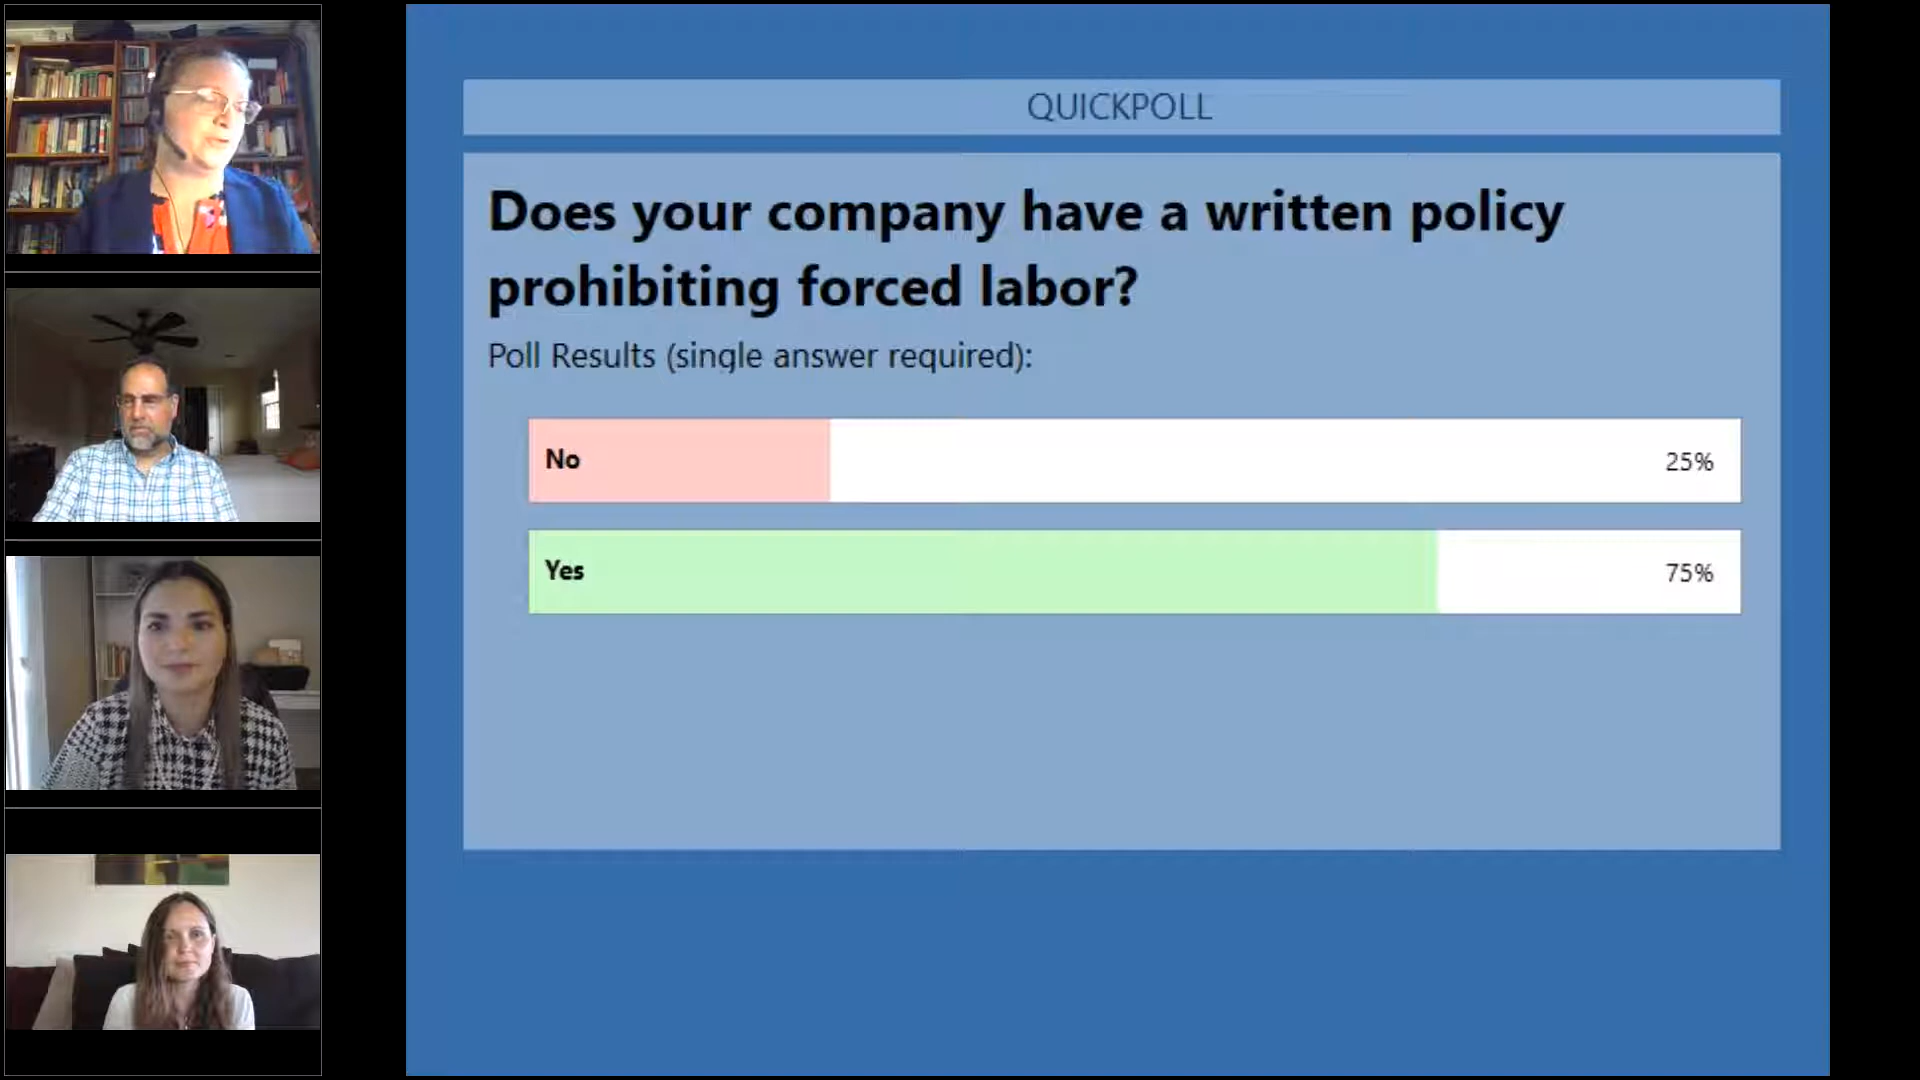 QUICKPOLL
Does your company have a written policy
prohibiting forced labor?
Poll Results (single answer required):
No 25%
Yes 75%